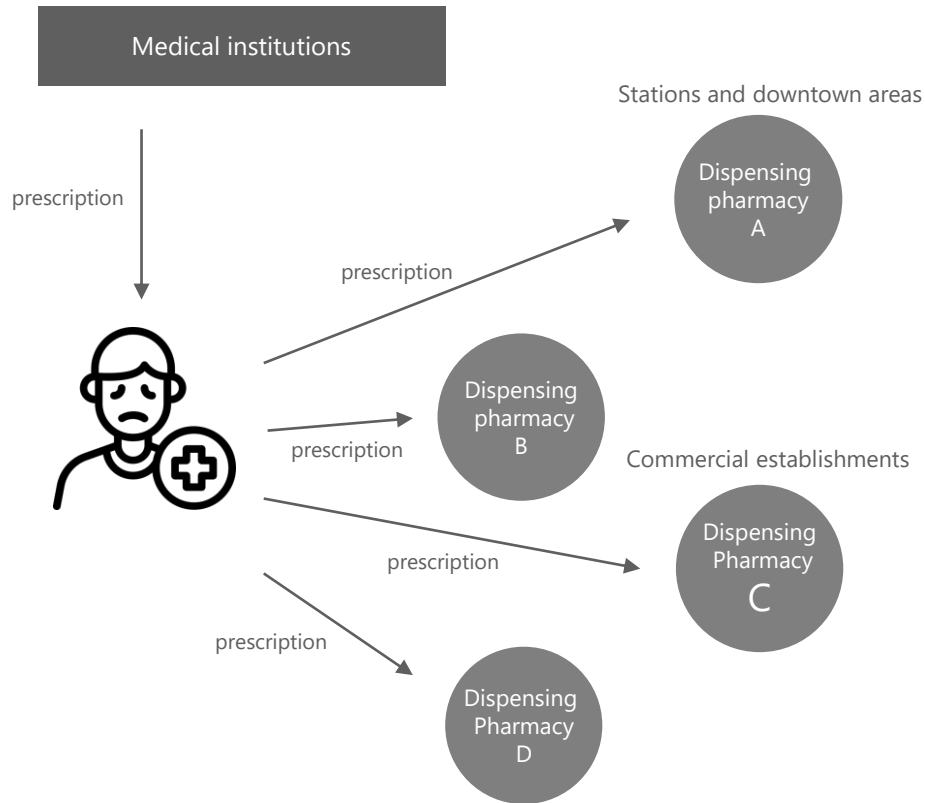 Medical institutions
Stations and downtown areas
prescription
Dispensing
pharmacy
A
prescription
Dispensing
pharmacy
B
prescription
Commercial establishments
Dispensing
Pharmacy
C
prescription
prescription
Dispensing
Pharmacy
D